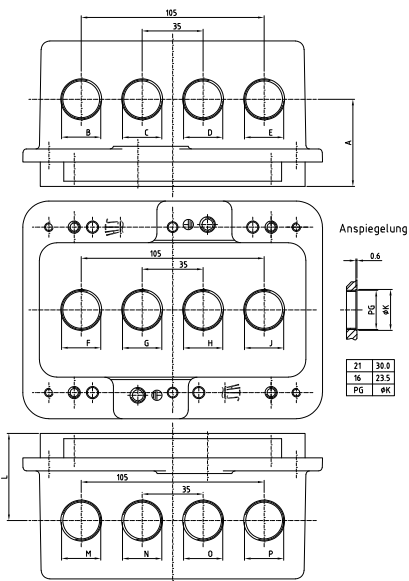 105
35
B C D E
A
Anspiegelung
105
35
0.6
PG
øK
F G H J
21 30.0
16 23.5
PG øK
L
105
35
M N O P